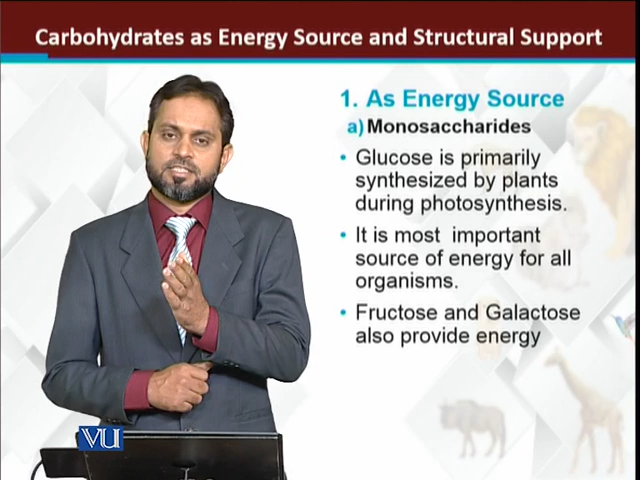 Carbohydrates as Energy Source and Structural Support
1. As Energy Source
a) Monosaccharides
• Glucose is primarily
synthesized by plants
during photosynthesis.
• It is most important
source of energy for all
organisms.
• Fructose and Galactose
also provide energy
VU